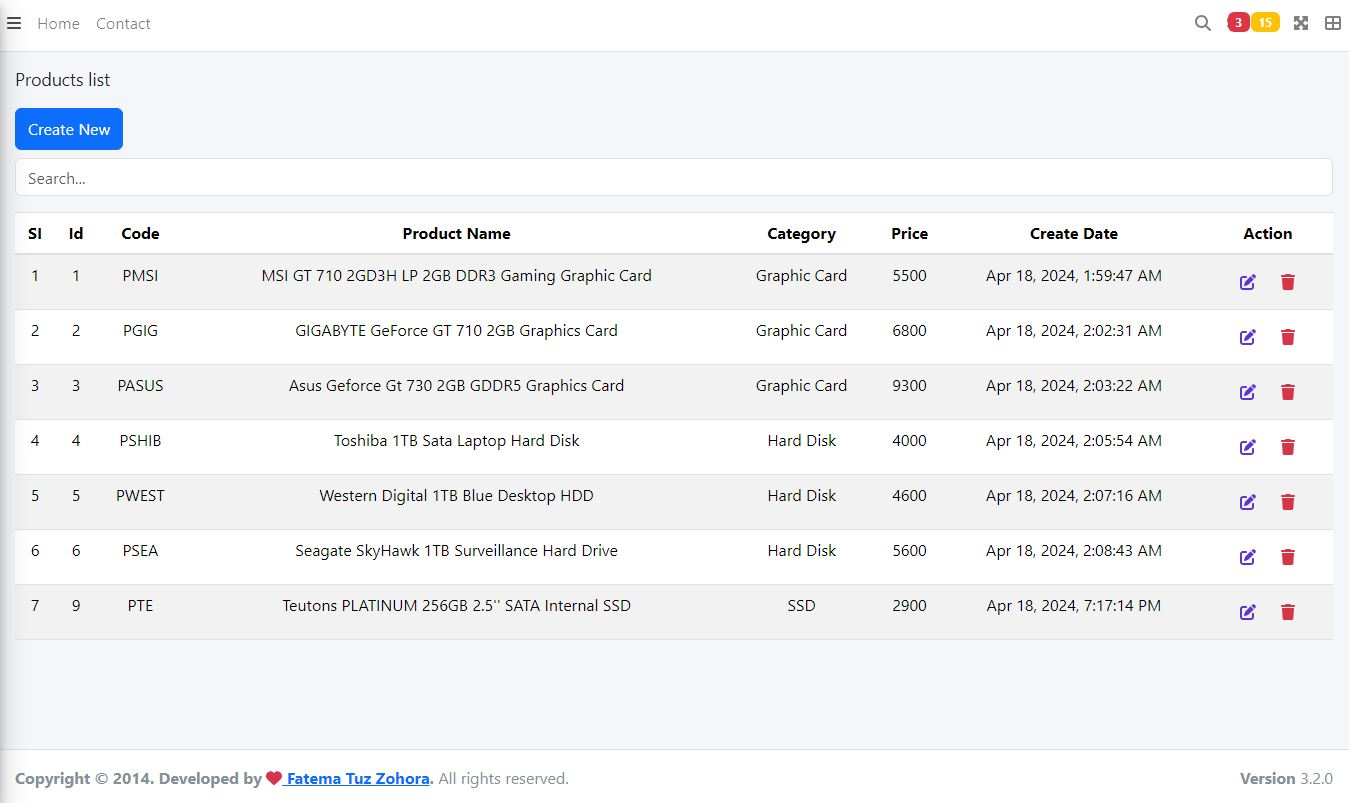 Home Contact 3 15
Products list
Create New
Search...
Sl Id Code Product Name Category Price Create Date Action
1 1 PMSI MSI GT 710 2GD3H LP 2GB DDR3 Gaming Graphic Card Graphic Card 5500 Apr 18, 2024, 1:59:47 AM
2 2 PGIG GIGABYTE GeForce GT 710 2GB Graphics Card Graphic Card 6800 Apr 18, 2024, 2:02:31 AM
3 3 PASUS Asus Geforce Gt 730 2GB GDDR5 Graphics Card Graphic Card 9300 Apr 18, 2024, 2:03:22 AM
4 4 PSHIB Toshiba 1TB Sata Laptop Hard Disk Hard Disk 4000 Apr 18, 2024, 2:05:54 AM
5 5 PWEST Western Digital 1TB Blue Desktop HDD Hard Disk 4600 Apr 18, 2024, 2:07:16 AM
6 6 PSEA Seagate SkyHawk 1TB Surveillance Hard Drive Hard Disk 5600 Apr 18, 2024, 2:08:43 AM
7 9 PTE Teutons PLATINUM 256GB 2.5'' SATA Internal SSD SSD 2900 Apr 18, 2024, 7:17:14 PM
Copyright © 2014. Developed by ❤ Fatema Tuz Zohora. All rights reserved. Version 3.2.0